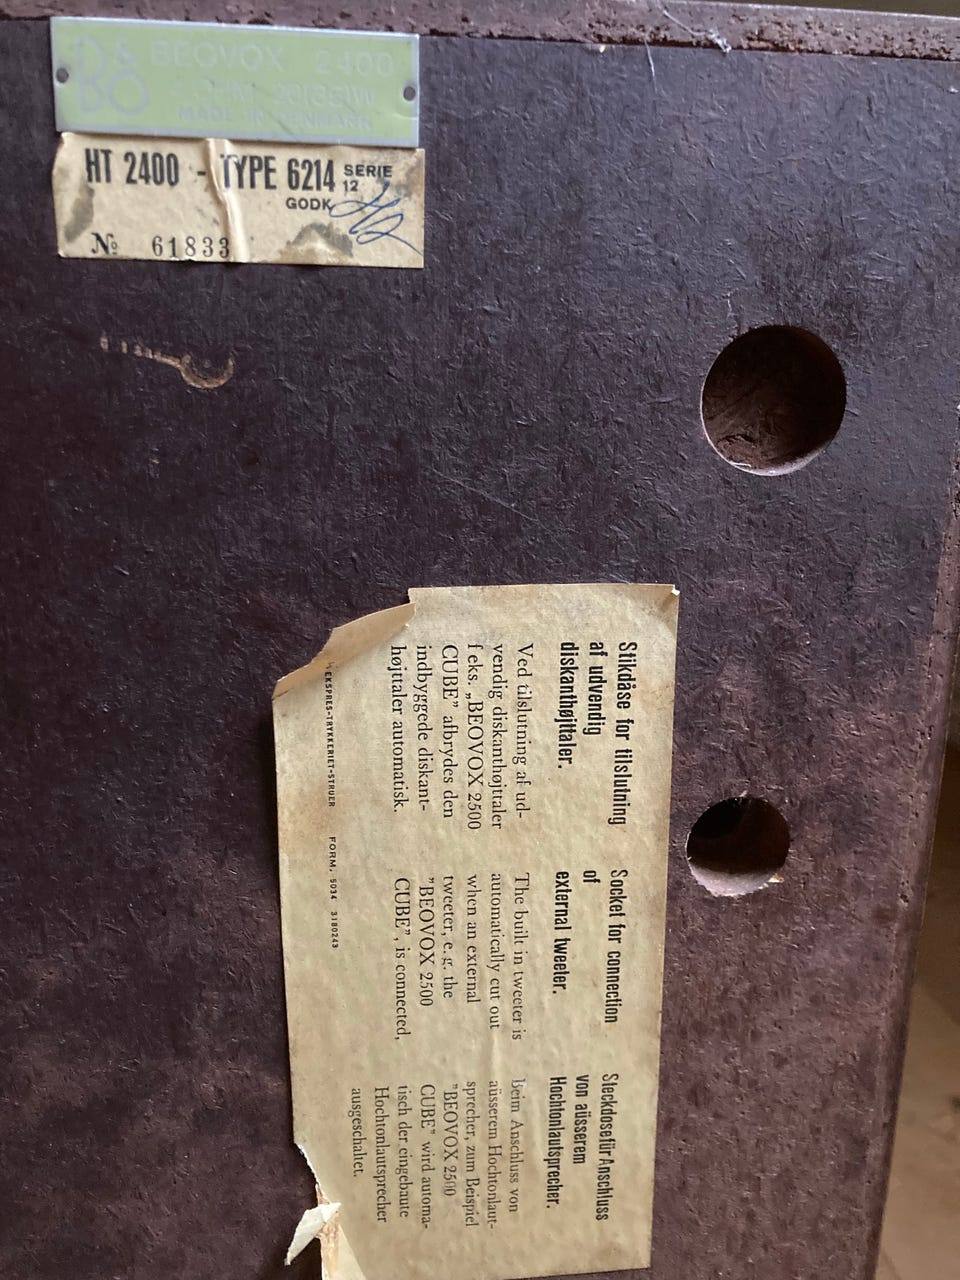 B&O
BEOVOX 2400
MADE IN DENMARK
HT 2400 - TYPE 6214 SERIE 12
GODK.
No 61833
Stikdåse for tilslutning
af udvendig
diskanthøjttaler.
Ved tilslutning af ud-
vendig diskanthøjttaler
f eks. „BEOVOX 2500
CUBE” afbrydes den
indbyggede diskant-
højttaler automatisk.
Socket for connection
of
external tweeter.
The built in tweeter is
automatically cut out
when an external
tweeter, e. g. the
”BEOVOX 2500
CUBE”, is connected,
Steckdose für Anschluss
von aüsserem
Hochtonlautsprecher.
Beim Anschluss von
aüsserem Hochtonlaut-
sprecher, zum Beispiel
”BEOVOX 2500
CUBE” wird automa-
tisch der eingebaute
Hochtonlautsprecher
ausgeschaltet.
EKSPRES-TRYKKERIET-STRUER FORM. 5034 3180243